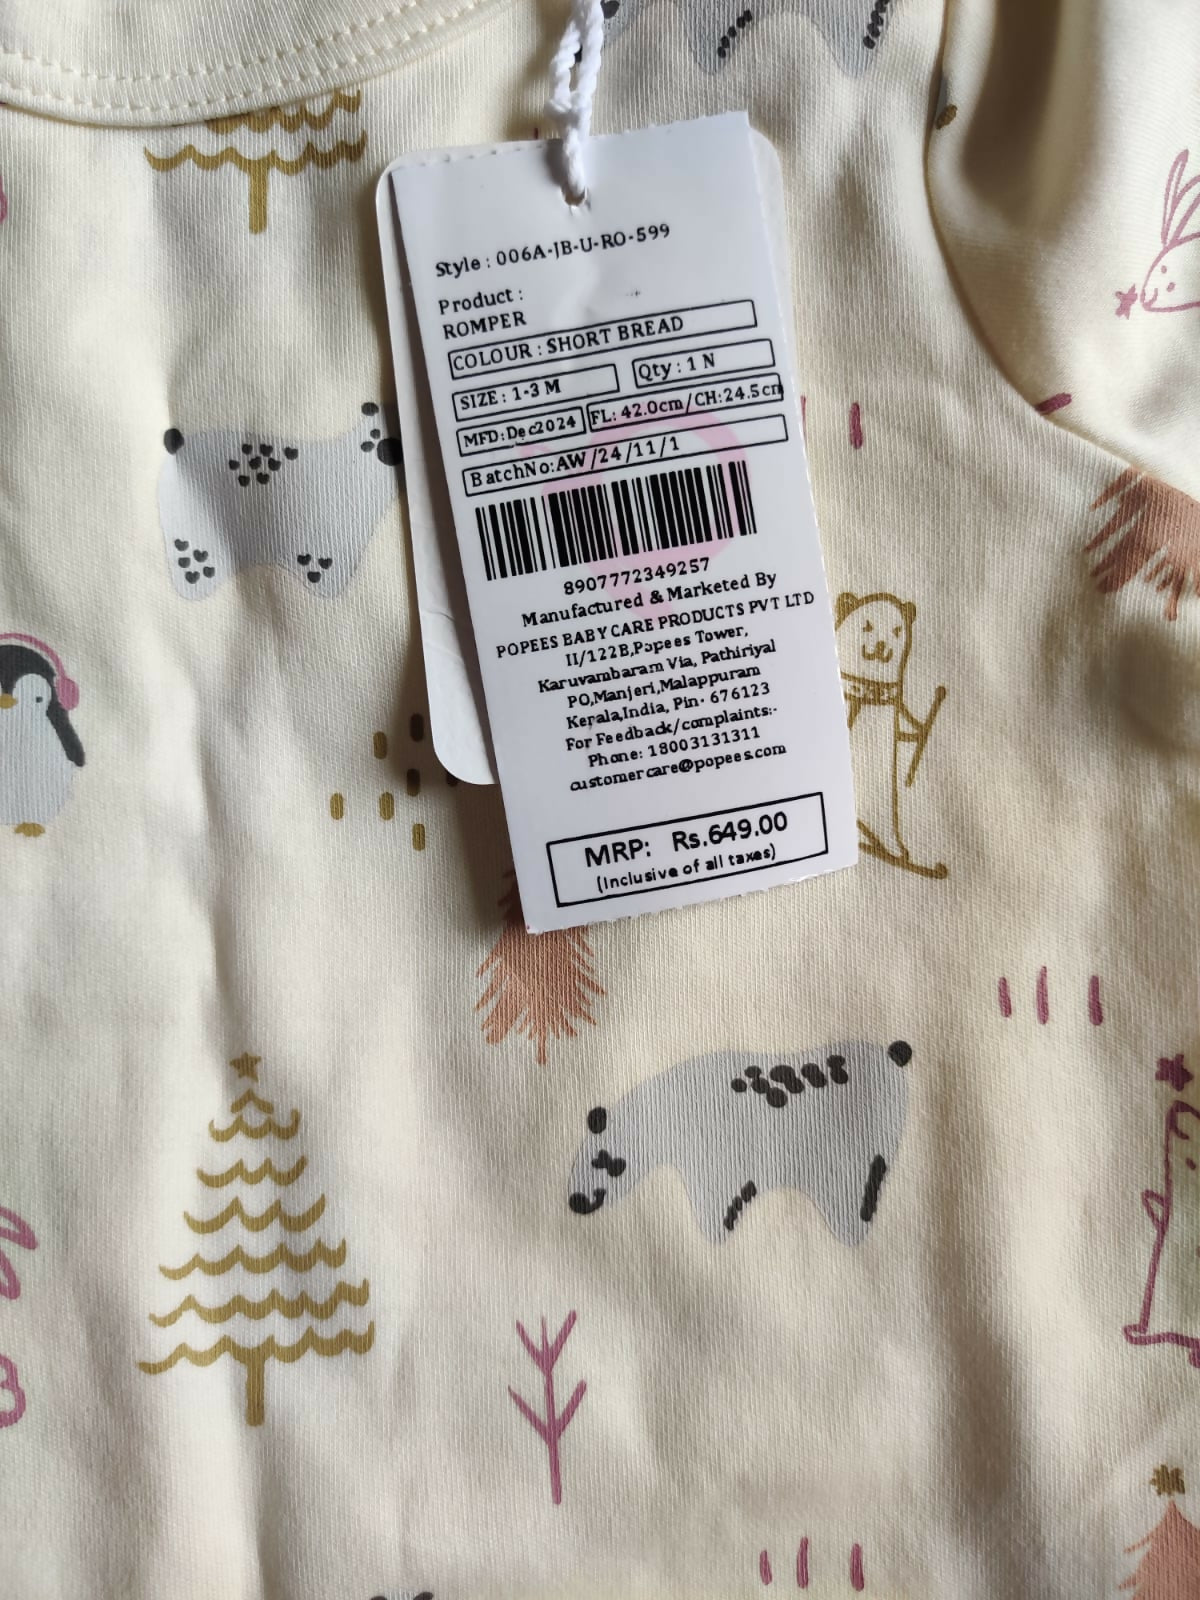 Style : 006A-JB-U-RO-599
Product :
ROMPER
COLOUR : SHORT BREAD
SIZE : 1-3 M
Qty : 1 N
MFD:Dec2024
FL: 42.0cm/CH:24.5cm
BatchNo:AW/24/11/1
8907772349257
Manufactured & Marketed By
POPEES BABY CARE PRODUCTS PVT LTD
II/122B,Popees Tower,
Karuvambaram Via, Pathiriyal
PO,Manjeri,Malappuram
Kerala,India, Pin- 676123
For Feedback/complaints:-
Phone: 18003131311
customercare@popees.com
MRP: Rs.649.00
(Inclusive of all taxes)